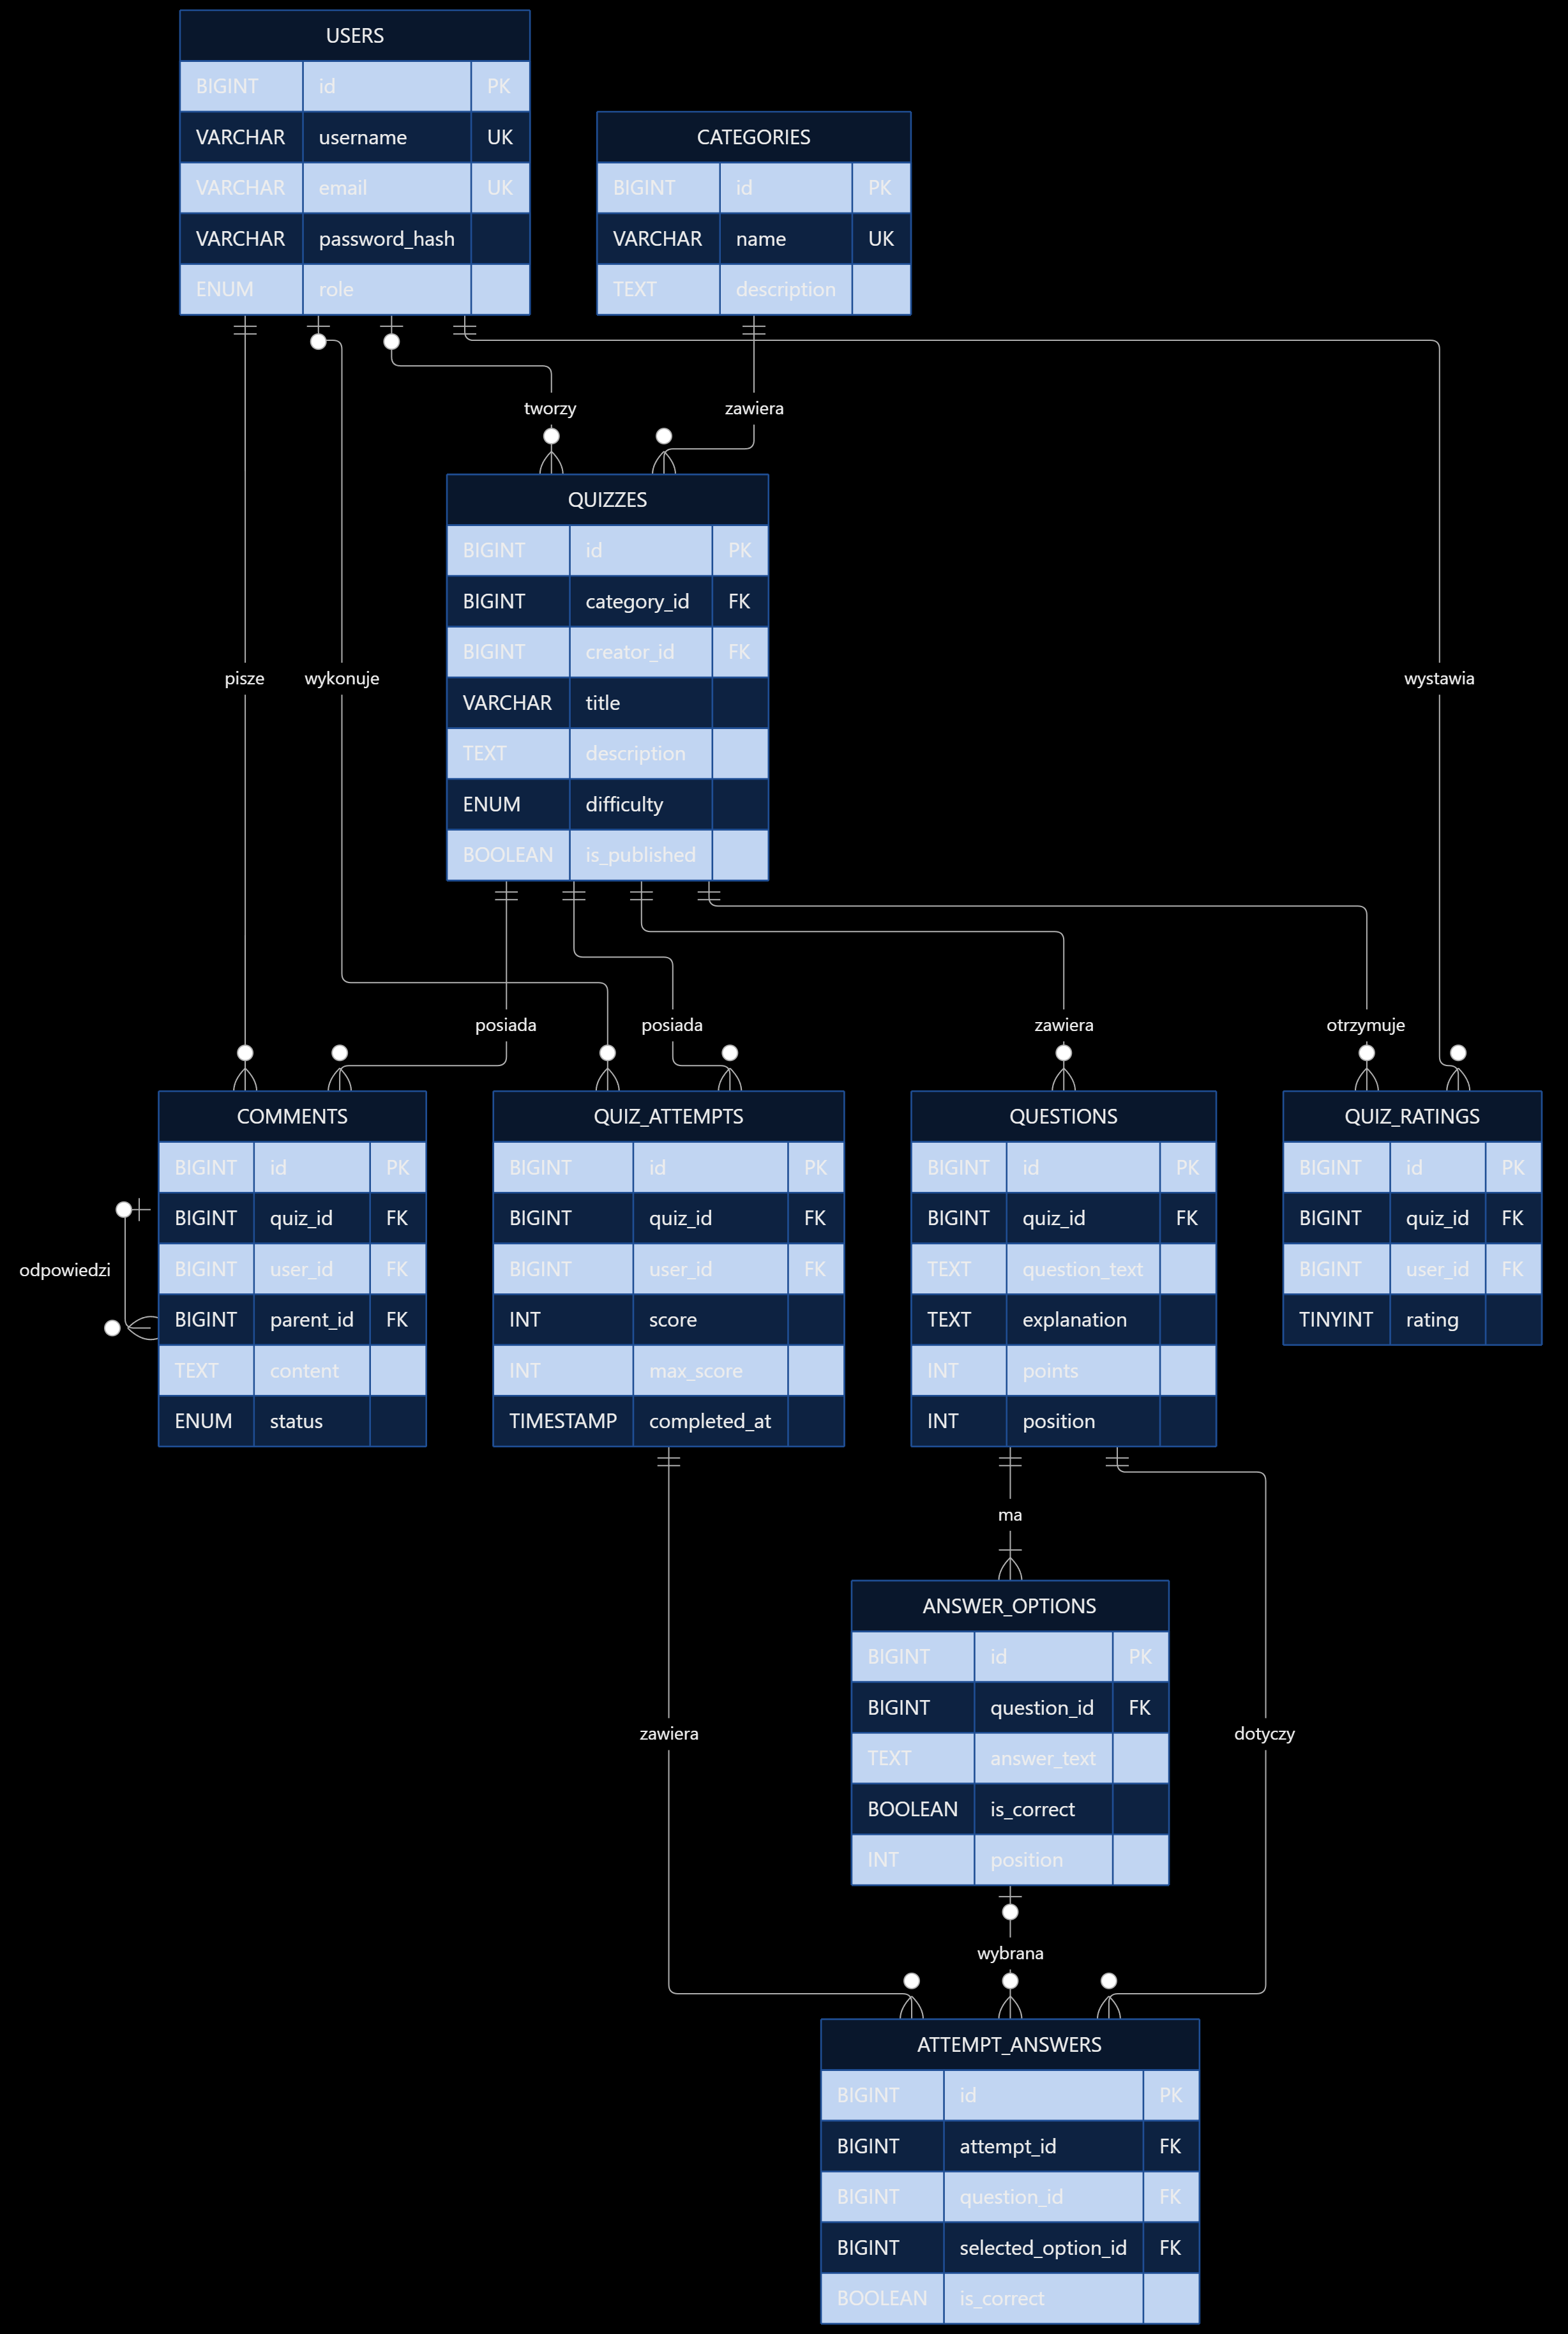 USERS
BIGINT id PK
VARCHAR username UK
VARCHAR email UK
VARCHAR password_hash
ENUM role
CATEGORIES
BIGINT id PK
VARCHAR name UK
TEXT description
tworzy
zawiera
QUIZZES
BIGINT id PK
BIGINT category_id FK
BIGINT creator_id FK
VARCHAR title
TEXT description
ENUM difficulty
BOOLEAN is_published
pisze
wykonuje
wystawia
posiada
posiada
zawiera
otrzymuje
COMMENTS
BIGINT id PK
BIGINT quiz_id FK
BIGINT user_id FK
BIGINT parent_id FK
TEXT content
ENUM status
odpowiedzi
QUIZ_ATTEMPTS
BIGINT id PK
BIGINT quiz_id FK
BIGINT user_id FK
INT score
INT max_score
TIMESTAMP completed_at
QUESTIONS
BIGINT id PK
BIGINT quiz_id FK
TEXT question_text
TEXT explanation
INT points
INT position
QUIZ_RATINGS
BIGINT id PK
BIGINT quiz_id FK
BIGINT user_id FK
TINYINT rating
ma
ANSWER_OPTIONS
BIGINT id PK
BIGINT question_id FK
TEXT answer_text
BOOLEAN is_correct
INT position
zawiera
dotyczy
wybrana
ATTEMPT_ANSWERS
BIGINT id PK
BIGINT attempt_id FK
BIGINT question_id FK
BIGINT selected_option_id FK
BOOLEAN is_correct